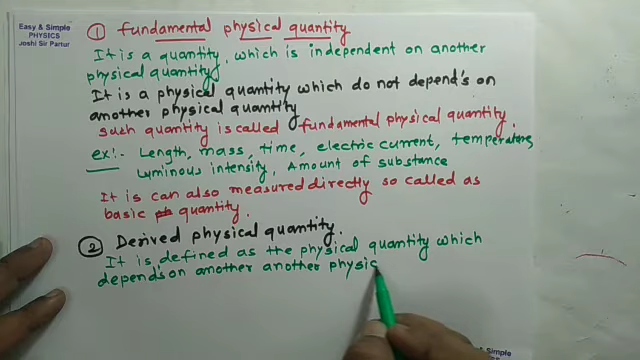 Easy & Simple
PHYSICS
Joshi Sir Partur
① Fundamental physical quantity
It is a quantity, which is independent on another
physical quantity
It is a physical quantity which do not depend's on
another physical quantity
such quantity is called fundamental physical quantity
ex:- Length, mass, time, electric current, temperature,
Luminous intensity, Amount of substance
It is can also measured directly so called as
basic quantity.
② Derived physical quantity.
It is defined as the physical quantity which
depend's on another another physic
& Simple